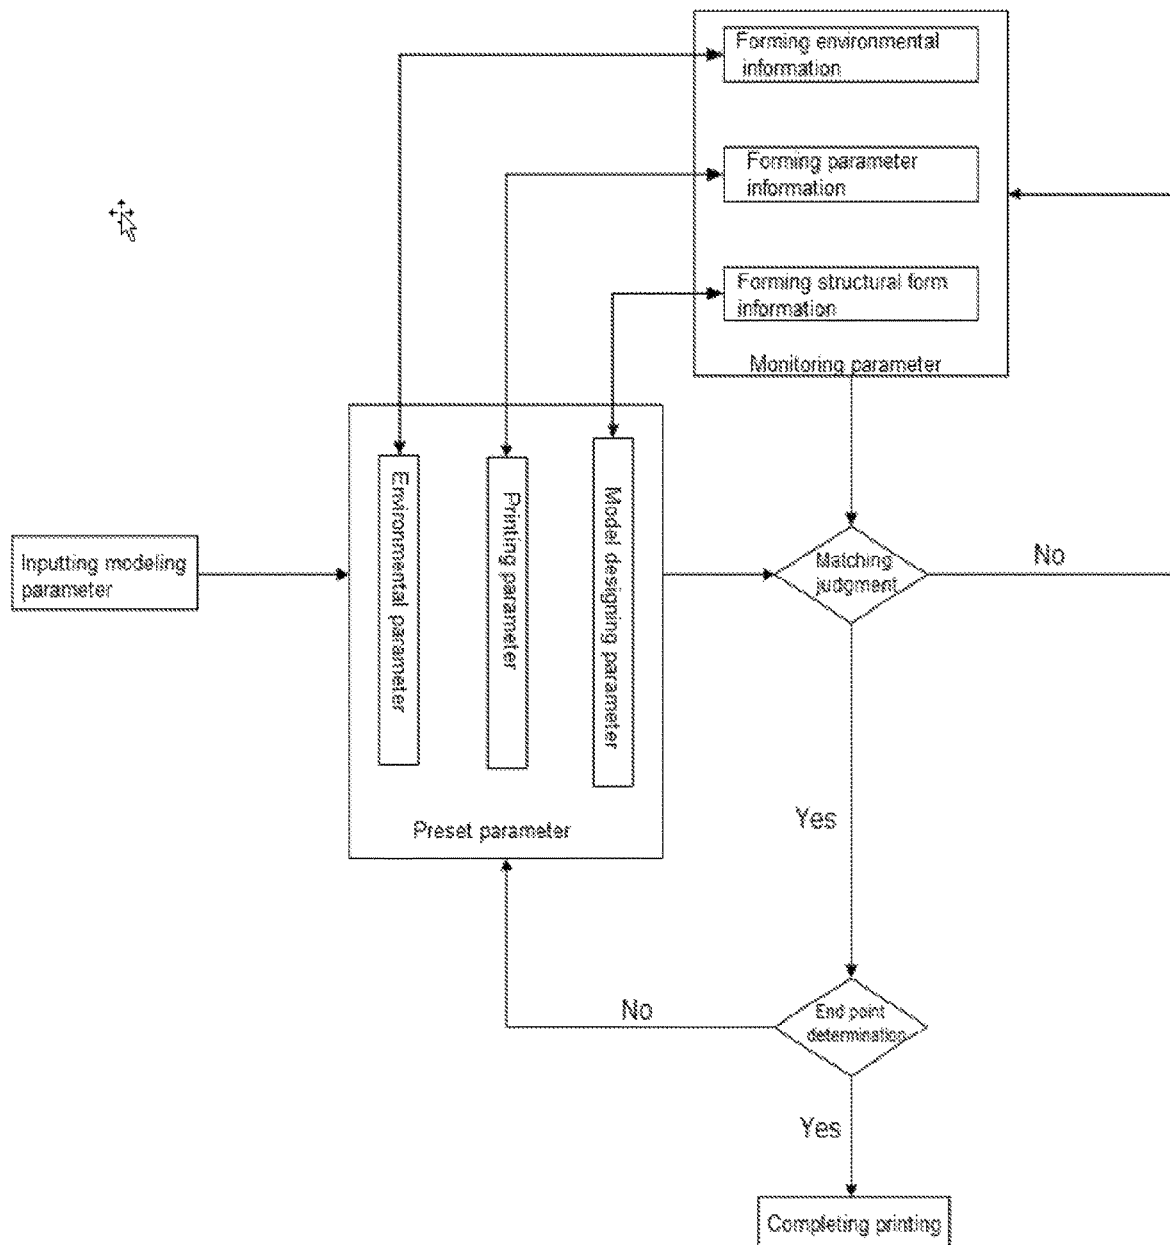 Forming environmental
information
Forming parameter
information
Forming structural form
information
Monitoring parameter
Inputting modeling
parameter
Environmental parameter
Printing parameter
Model designing parameter
Preset parameter
Matching
judgment
No
Yes
End point
determination
No
Yes
Completing printing